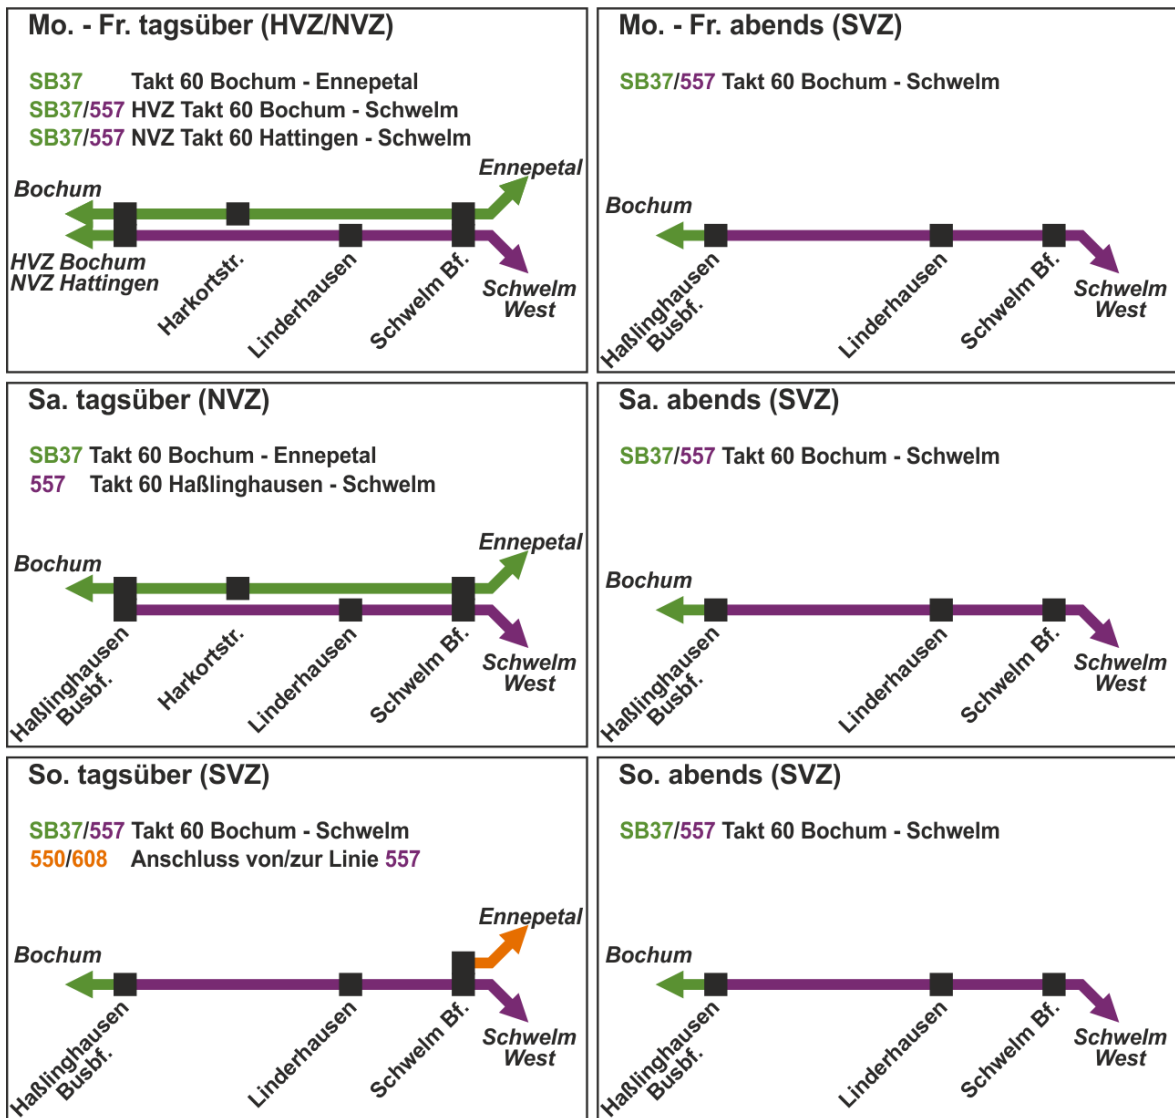 Mo. - Fr. tagsüber (HVZ/NVZ)
SB37 Takt 60 Bochum - Ennepetal
SB37/557 HVZ Takt 60 Bochum - Schwelm
SB37/557 NVZ Takt 60 Hattingen - Schwelm
Ennepetal
Bochum
HVZ Bochum
NVZ Hattingen
Harkortstr.
Linderhausen
Schwelm Bf.
Schwelm
West
Mo. - Fr. abends (SVZ)
SB37/557 Takt 60 Bochum - Schwelm
Bochum
Haßlinghausen
Busbf.
Linderhausen
Schwelm Bf.
Schwelm
West
Sa. tagsüber (NVZ)
SB37 Takt 60 Bochum - Ennepetal
557 Takt 60 Haßlinghausen - Schwelm
Ennepetal
Bochum
Haßlinghausen
Busbf.
Harkortstr.
Linderhausen
Schwelm Bf.
Schwelm
West
Sa. abends (SVZ)
SB37/557 Takt 60 Bochum - Schwelm
Bochum
Haßlinghausen
Busbf.
Linderhausen
Schwelm Bf.
Schwelm
West
So. tagsüber (SVZ)
SB37/557 Takt 60 Bochum - Schwelm
550/608 Anschluss von/zur Linie 557
Ennepetal
Bochum
Haßlinghausen
Busbf.
Linderhausen
Schwelm Bf.
Schwelm
West
So. abends (SVZ)
SB37/557 Takt 60 Bochum - Schwelm
Bochum
Haßlinghausen
Busbf.
Linderhausen
Schwelm Bf.
Schwelm
West